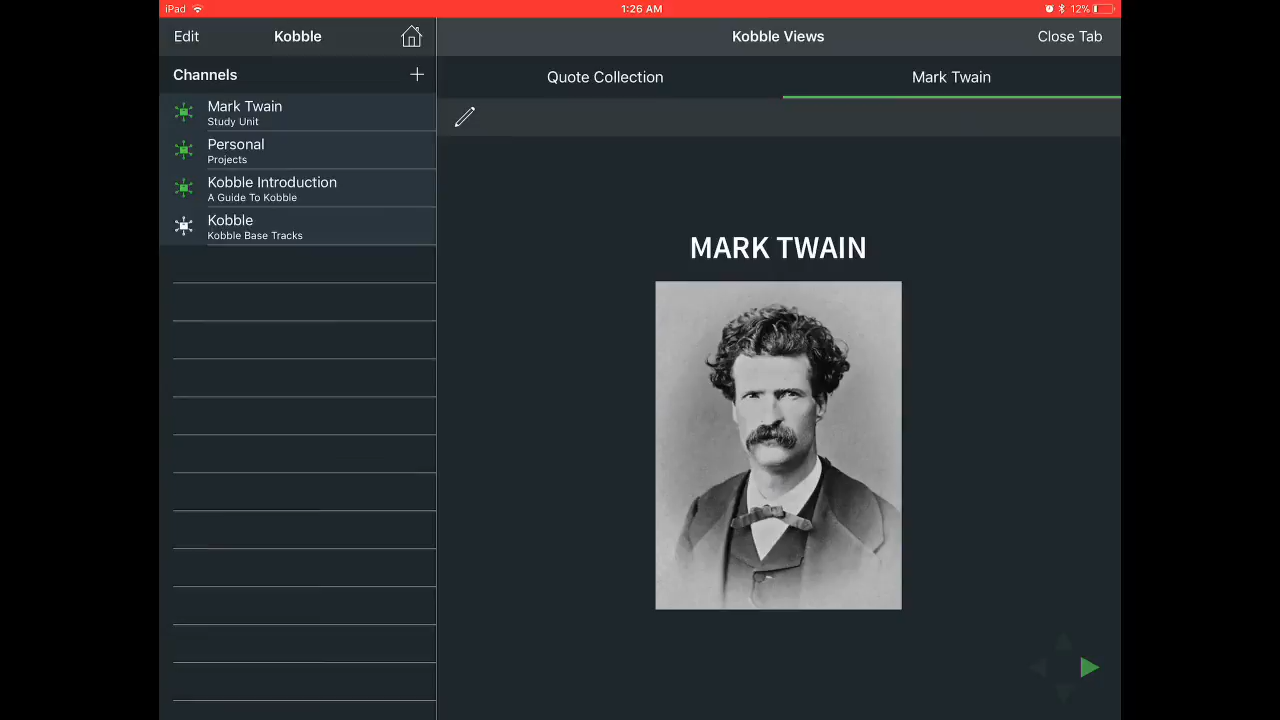 iPad
1:26 AM
12%
Edit
Kobble
Kobble Views
Close Tab
Channels
Quote Collection
Mark Twain
Mark Twain
Study Unit
Personal
Projects
Kobble Introduction
A Guide To Kobble
Kobble
Kobble Base Tracks
MARK TWAIN